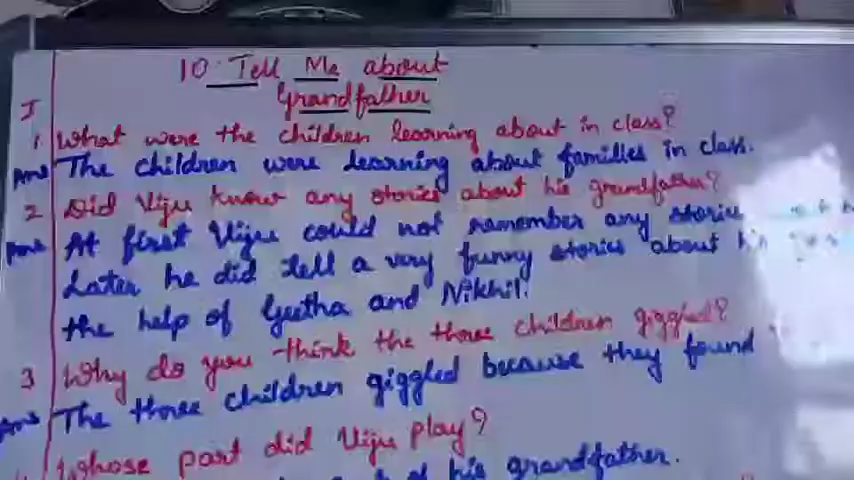 10. Tell Me about
Grandfather
I
1 What were the children learning about in class?
Ans The children were learning about families in class.
2 Did Viju know any stories about his grandfather?
Ans At first Viju could not remember any stories
Later he did tell a very funny stories about his
the help of Geetha and Nikhil.
3 Why do you think the three children giggled?
Ans The three children giggled because they found
Whose part did Viju play?
of his grandfather.